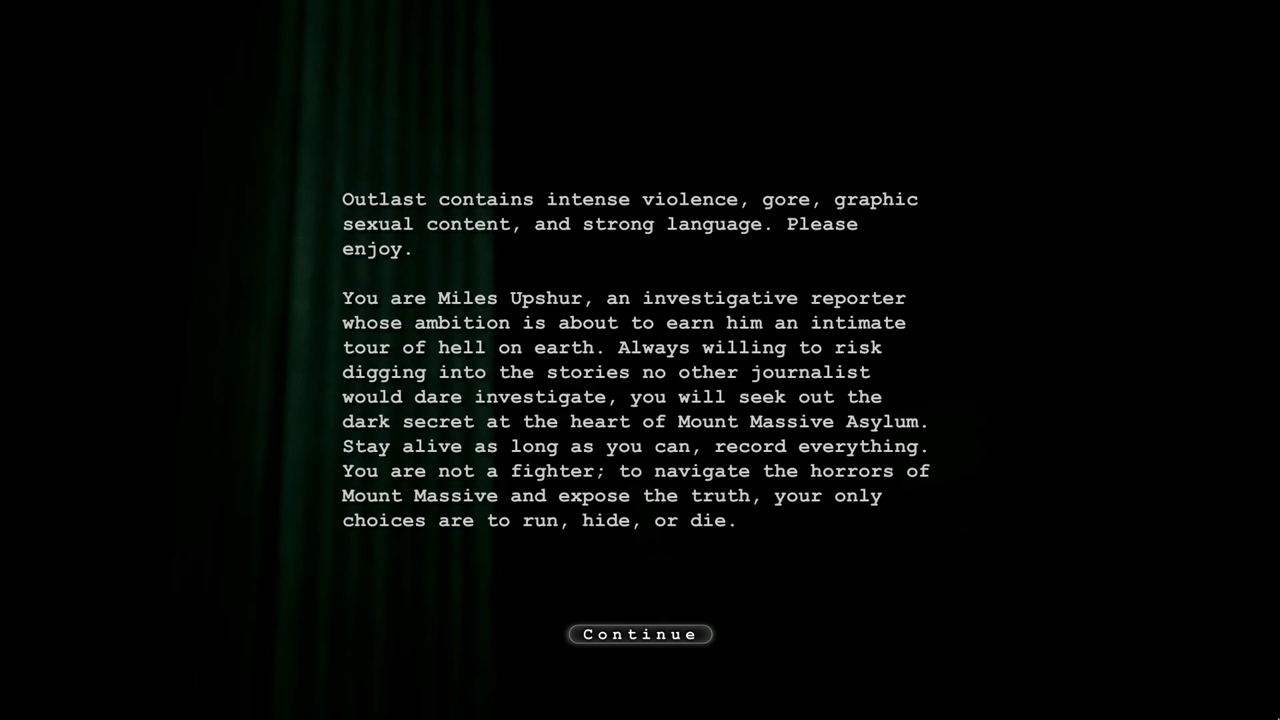 Outlast contains intense violence, gore, graphic
sexual content, and strong language. Please
enjoy.
You are Miles Upshur, an investigative reporter
whose ambition is about to earn him an intimate
tour of hell on earth. Always willing to risk
digging into the stories no other journalist
would dare investigate, you will seek out the
dark secret at the heart of Mount Massive Asylum.
Stay alive as long as you can, record everything.
You are not a fighter; to navigate the horrors of
Mount Massive and expose the truth, your only
choices are to run, hide, or die.
Continue